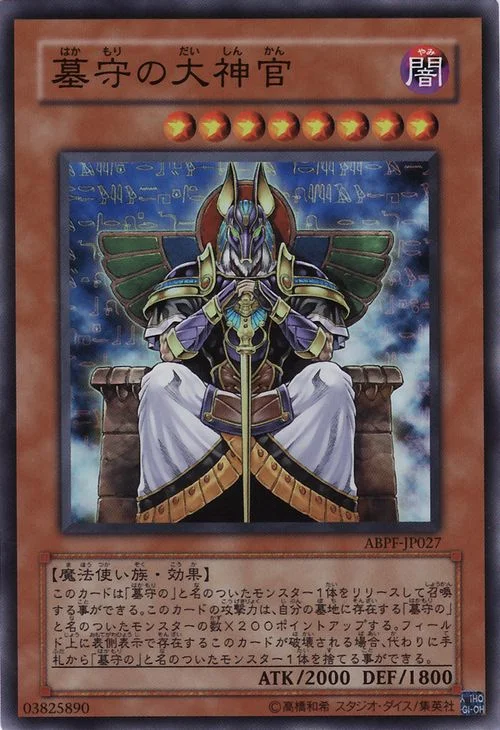 墓守の大神官
闇
ABPF-JP027
【魔法使い族・効果】
このカードは「墓守の」と名のついたモンスター1体をリリースして召喚
する事ができる。このカードの攻撃力は、自分の墓地に存在する「墓守の」
と名のついたモンスターの数×200ポイントアップする。フィール
ド上に表側表示で存在するこのカードが破壊される場合、代わりに手
札から「墓守の」と名のついたモンスター1体を捨てる事ができる。
ATK/2000 DEF/1800
03825890
©高橋和希 スタジオ・ダイス/集英社